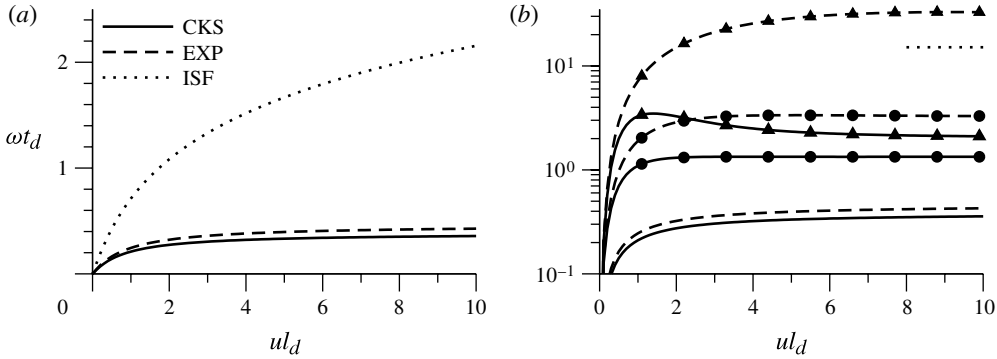 (a)
CKS
EXP
ISF
2
1
ωt_d
0 2 4 6 8 10
ul_d
(b)
10^1
10^0
10^−1
0 2 4 6 8 10
ul_d